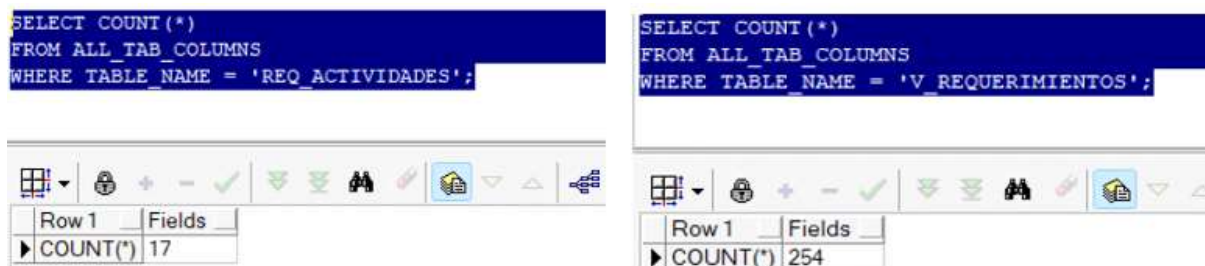 SELECT COUNT(*)
FROM ALL_TAB_COLUMNS
WHERE TABLE_NAME = 'REQ_ACTIVIDADES';
Row 1 Fields
COUNT(*) 17
SELECT COUNT(*)
FROM ALL_TAB_COLUMNS
WHERE TABLE_NAME = 'V_REQUERIMIENTOS';
Row 1 Fields
COUNT(*) 254